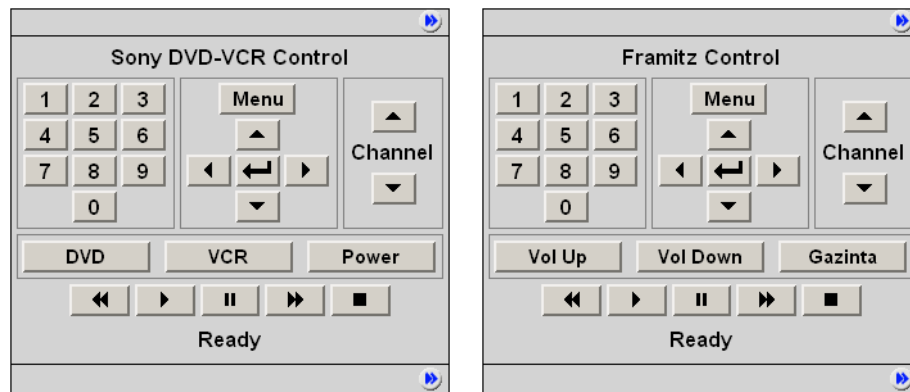 Sony DVD-VCR Control
1 2 3
4 5 6
7 8 9
0
Menu
Channel
DVD VCR Power
Ready
Framitz Control
1 2 3
4 5 6
7 8 9
0
Menu
Channel
Vol Up Vol Down Gazinta
Ready